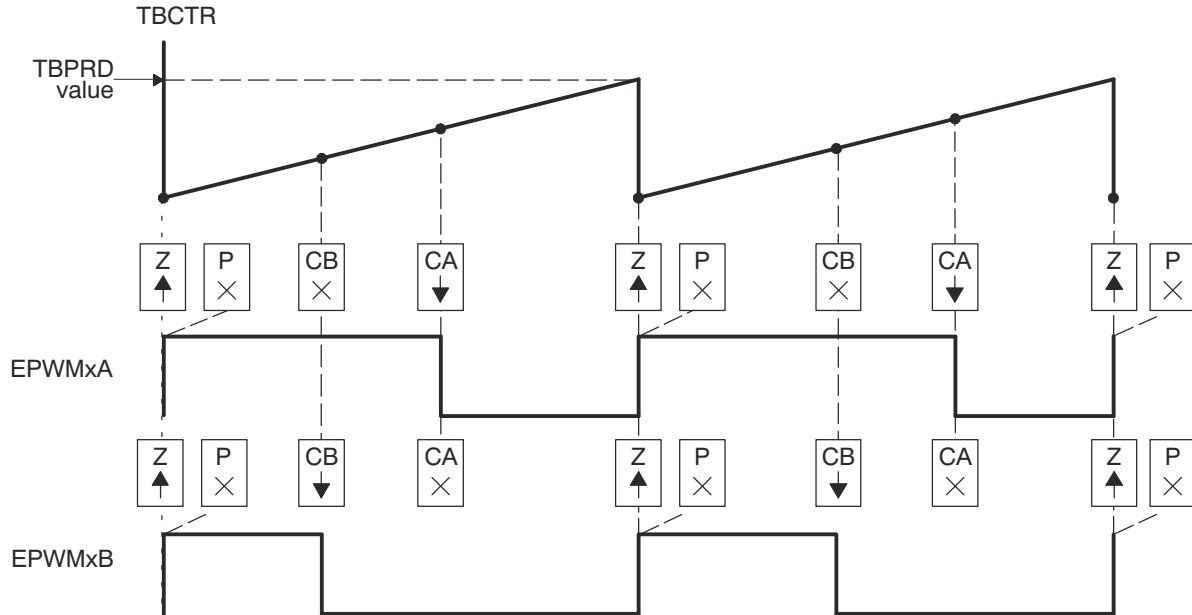 TBCTR
TBPRD
value
Z P CB CA Z P CB CA Z P
EPWMxA
Z P CB CA Z P CB CA Z P
EPWMxB